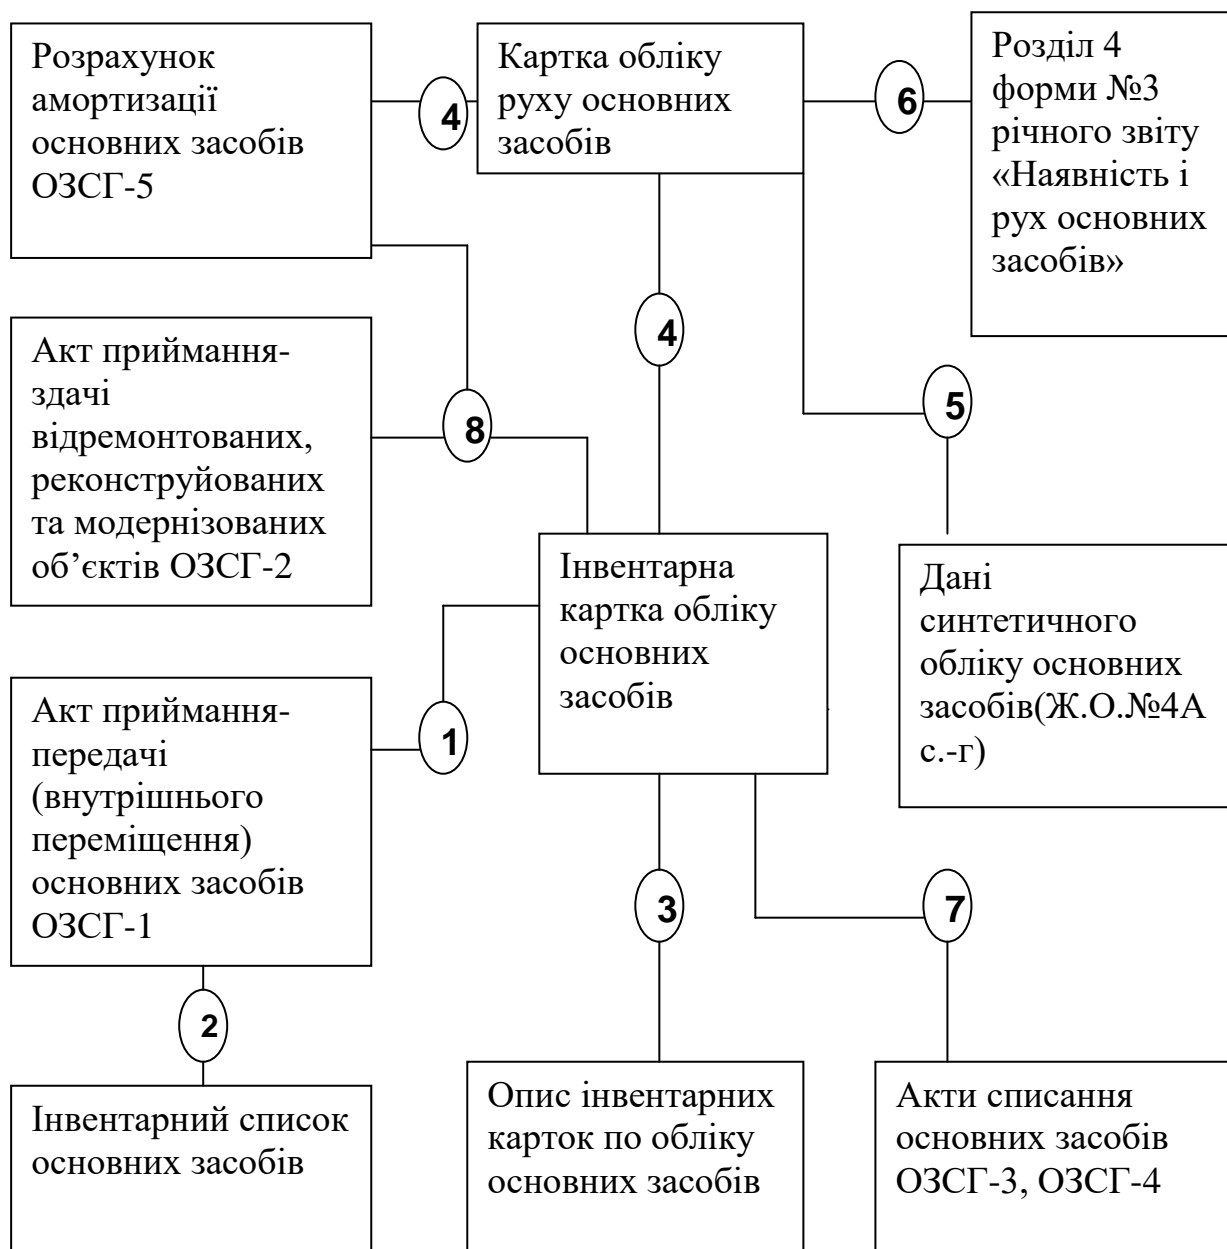 Розрахунок
амортизації
основних засобів
ОЗСГ-5
4
Картка обліку
руху основних
засобів
6
Розділ 4
форми №3
річного звіту
«Наявність і
рух основних
засобів»
4
Акт приймання-
здачі
відремонтованих,
реконструйованих
та модернізованих
об’єктів ОЗСГ-2
8
5
Інвентарна
картка обліку
основних
засобів
Дані
синтетичного
обліку основних
засобів(Ж.О.№4А
с.-г)
Акт приймання-
передачі
(внутрішнього
переміщення)
основних засобів
ОЗСГ-1
1
3
7
2
Інвентарний список
основних засобів
Опис інвентарних
карток по обліку
основних засобів
Акти списання
основних засобів
ОЗСГ-3, ОЗСГ-4